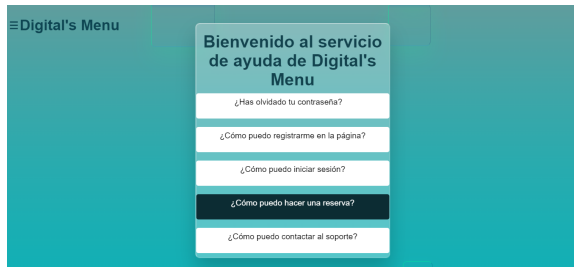 ≡Digital's Menu
Bienvenido al servicio
de ayuda de Digital's
Menu
¿Has olvidado tu contraseña?
¿Cómo puedo registrarme en la página?
¿Cómo puedo iniciar sesión?
¿Cómo puedo hacer una reserva?
¿Cómo puedo contactar al soporte?